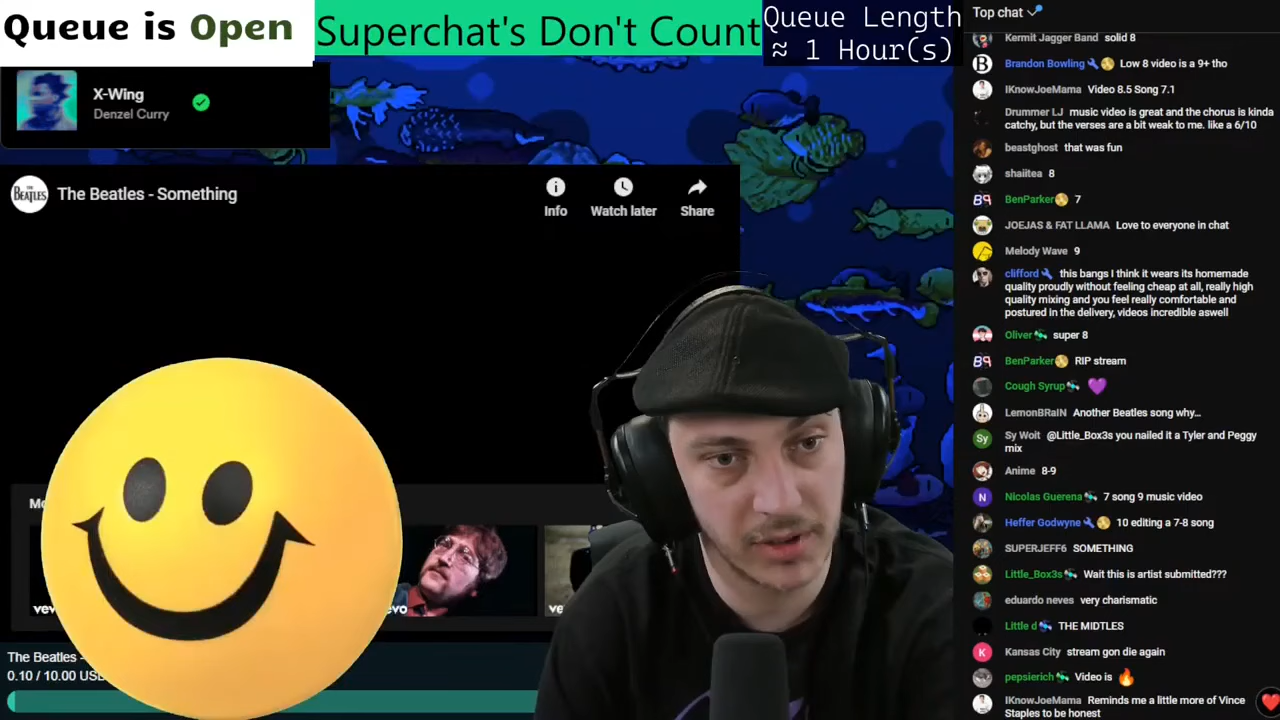 Queue is Open
Superchat's Don't Count
Queue Length
≈ 1 Hour(s)
X-Wing
Denzel Curry
THE BEATLES
The Beatles - Something
Info
Watch later
Share
vevo
The Beatles -
0.10 / 10.00
Top chat
Kermit Jagger Band solid 8
Brandon Bowling Low 8 video is a 9+ tho
IKnowJoeMama Video 8.5 Song 7.1
Drummer LJ music video is great and the chorus is kinda
catchy, but the verses are a bit weak to me. like a 6/10
beastghost that was fun
shaiitea 8
BenParker 7
JOEJAS & FAT LLAMA Love to everyone in chat
Melody Wave 9
clifford this bangs I think it wears its homemade
quality proudly without feeling cheap at all, really high
quality mixing and you feel really comfortable and
postured in the delivery, videos incredible aswell
Oliver super 8
BenParker RIP stream
Cough Syrup 💜
LemonBRaIN Another Beatles song why...
Sy Woit @Little_Box3s you nailed it a Tyler and Peggy
mix
Anime 8-9
Nicolas Guerena 7 song 9 music video
Heffer Godwyne 10 editing a 7-8 song
SUPERJEFF6 SOMETHING
Little_Box3s Wait this is artist submitted???
eduardo neves very charismatic
Little d THE MIDTLES
Kansas City stream gon die again
pepsierich Video is 🔥
IKnowJoeMama Reminds me a little more of Vince
Staples to be honest